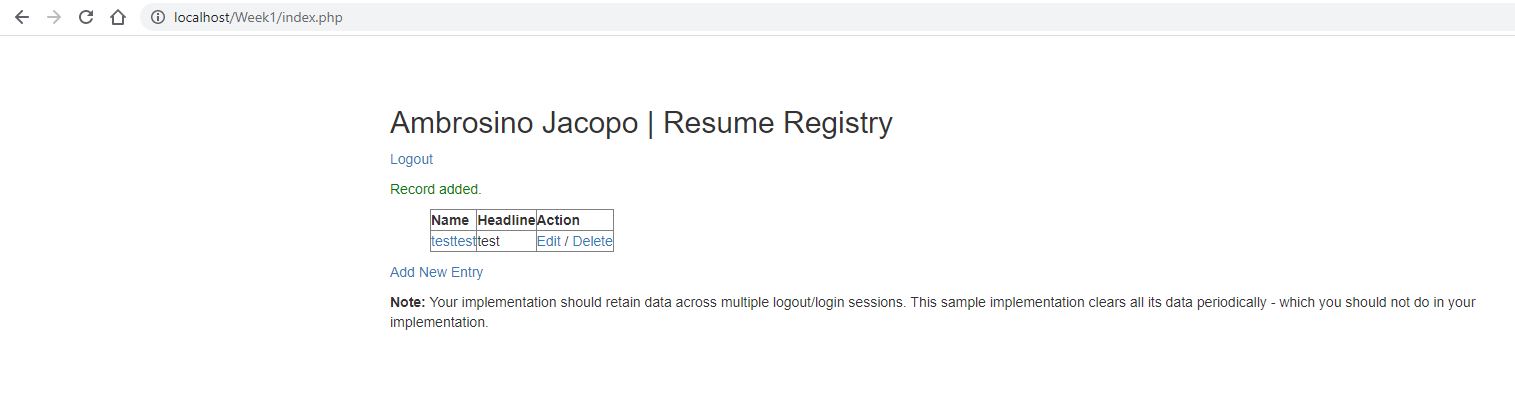 localhost/Week1/index.php
Ambrosino Jacopo | Resume Registry
Logout
Record added.
Name Headline Action
testtest test Edit / Delete
Add New Entry
Note: Your implementation should retain data across multiple logout/login sessions. This sample implementation clears all its data periodically - which you should not do in your
implementation.